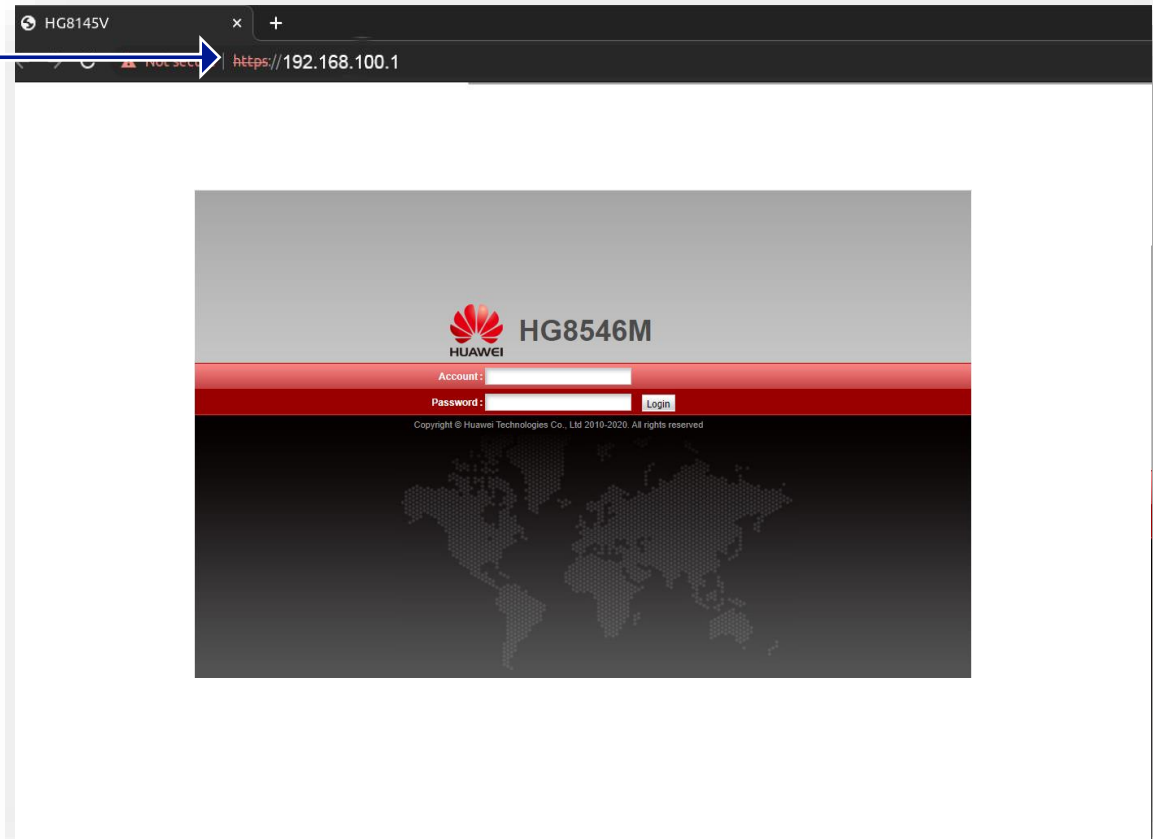 HG8145V × +
https://192.168.100.1
HUAWEI HG8546M
Account :
Password : Login
Copyright © Huawei Technologies Co., Ltd 2010-2020. All rights reserved